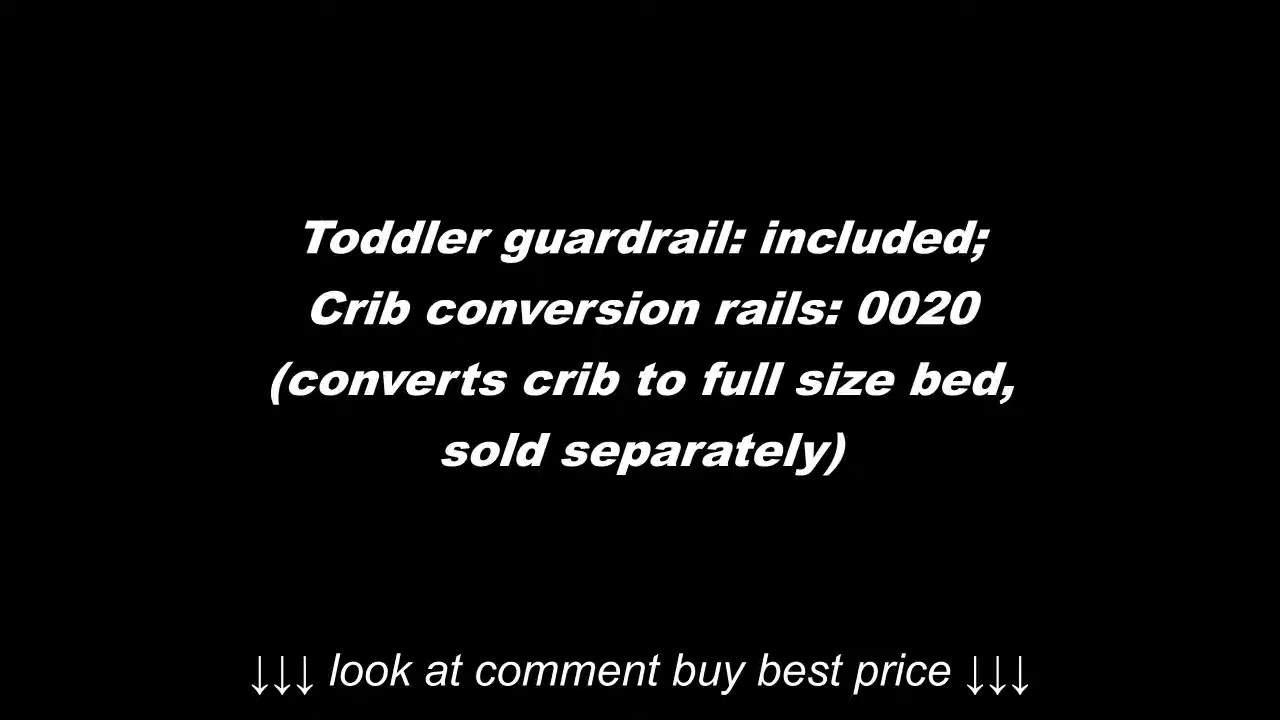 Toddler guardrail: included;
Crib conversion rails: 0020
(converts crib to full size bed,
sold separately)
↓↓↓ look at comment buy best price ↓↓↓